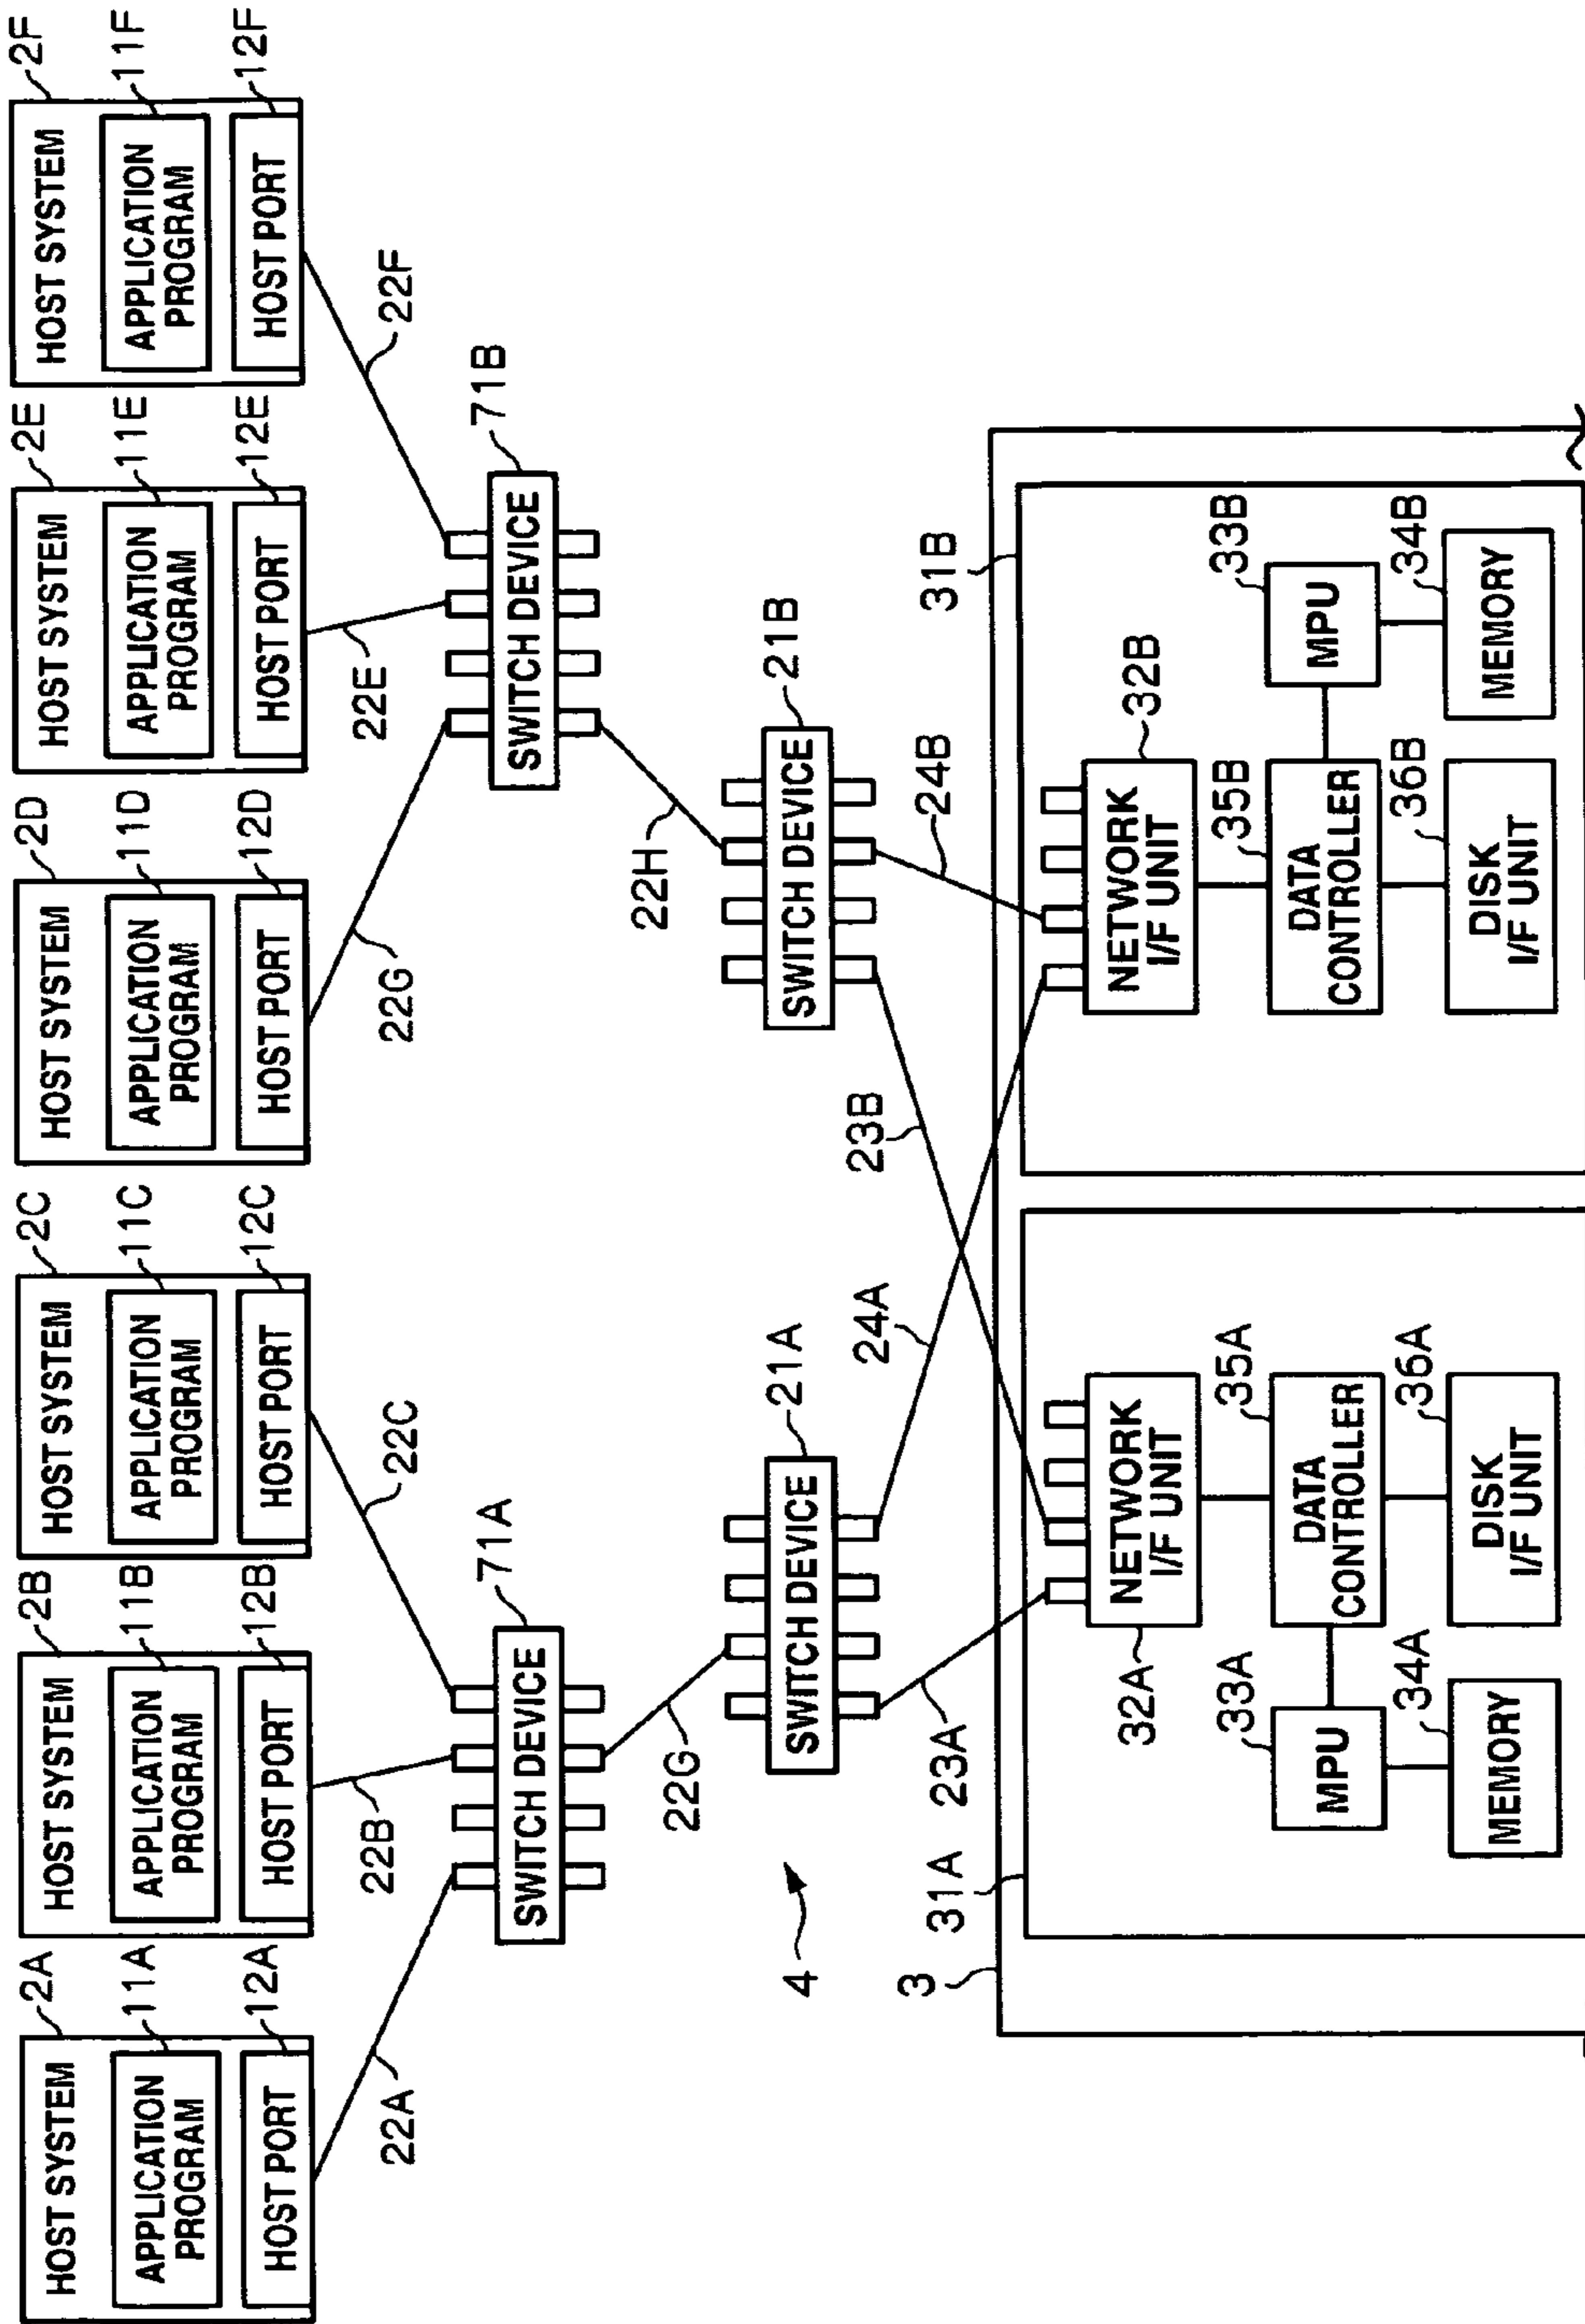 2A
2B
2C
2D
2E
2F
HOST SYSTEM
HOST SYSTEM
HOST SYSTEM
HOST SYSTEM
HOST SYSTEM
HOST SYSTEM
11A
11B
11C
11D
11E
11F
APPLICATION
PROGRAM
APPLICATION
PROGRAM
APPLICATION
PROGRAM
APPLICATION
PROGRAM
APPLICATION
PROGRAM
APPLICATION
PROGRAM
12A
12B
12C
12D
12E
12F
HOST PORT
HOST PORT
HOST PORT
HOST PORT
HOST PORT
HOST PORT
22A
22B
22C
22G
22E
22F
71A
71B
SWITCH DEVICE
SWITCH DEVICE
22G
22H
21A
21B
SWITCH DEVICE
SWITCH DEVICE
4
23A
24A
23B
24B
3
31A
31B
32A
NETWORK
I/F UNIT
32B
NETWORK
I/F UNIT
33A
MPU
35A
DATA
CONTROLLER
35B
DATA
CONTROLLER
33B
MPU
34A
MEMORY
36A
DISK
I/F UNIT
36B
DISK
I/F UNIT
34B
MEMORY